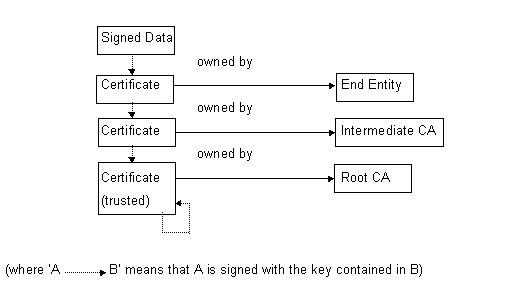 Signed Data
owned by
Certificate
End Entity
owned by
Certificate
Intermediate CA
owned by
Certificate
(trusted)
Root CA
(where 'A B' means that A is signed with the key contained in B)